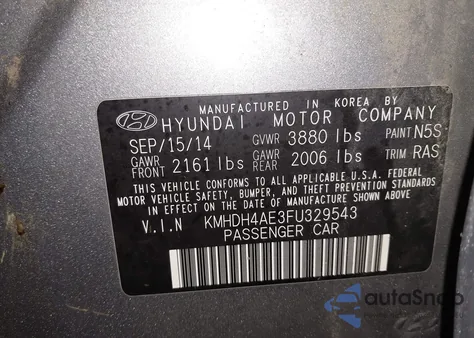 MANUFACTURED IN KOREA BY
HYUNDAI MOTOR COMPANY
SEP/15/14 GVWR 3880 lbs PAINT N5S
GAWR FRONT 2161 lbs GAWR REAR 2006 lbs TRIM RAS
THIS VEHICLE CONFORMS TO ALL APPLICABLE U.S.A. FEDERAL
MOTOR VEHICLE SAFETY, BUMPER, AND THEFT PREVENTION
STANDARDS IN EFFECT ON THE DATE OF MANUFACTURE SHOWN ABOVE.
V.I.N KMHDH4AE3FU329543
PASSENGER CAR
autaSnap